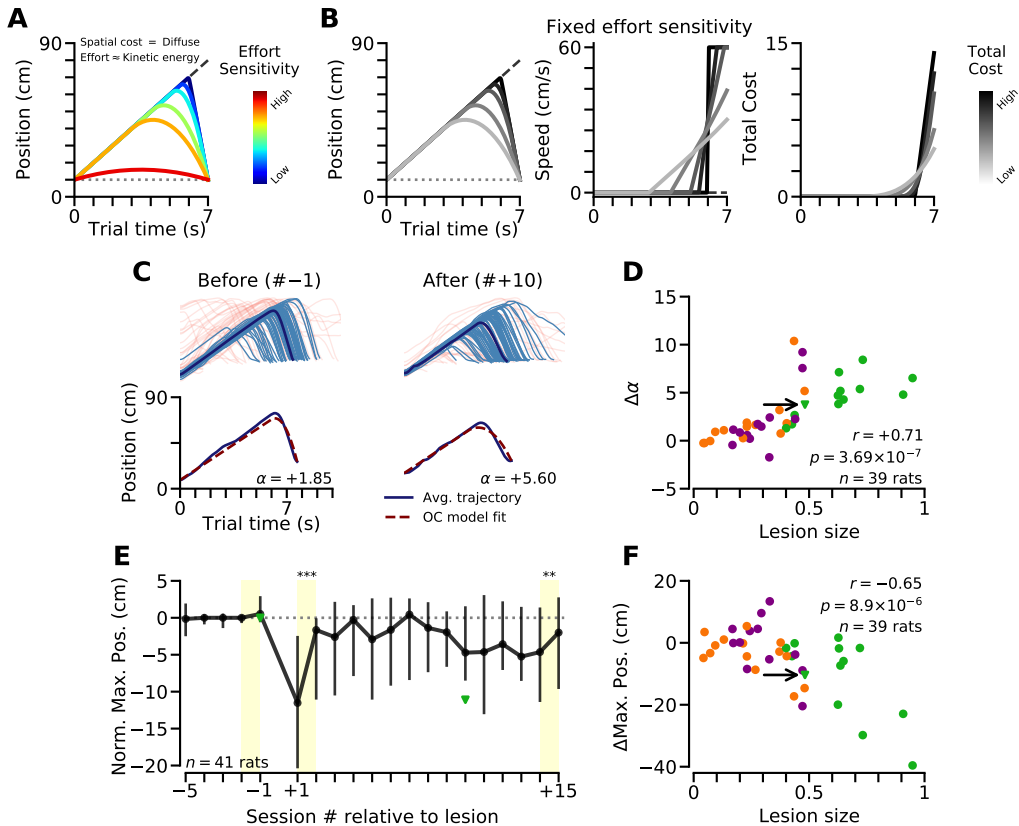 A
Spatial cost = Diffuse
Effort ≈ Kinetic energy
Effort
Sensitivity
High
Low
90
0
Position (cm)
0
7
Trial time (s)
B
Fixed effort sensitivity
90
0
Position (cm)
0
7
Trial time (s)
60
0
Speed (cm/s)
0
7
15
0
Total Cost
0
7
Total
Cost
High
Low
C
Before (#−1)
After (#+10)
90
0
Position (cm)
α = +1.85
α = +5.60
0
7
Trial time (s)
Avg. trajectory
OC model fit
D
15
10
5
0
−5
Δα
r = +0.71
p = 3.69×10⁻⁷
n = 39 rats
0
0.5
1
Lesion size
E
5
0
−5
−10
−15
−20
Norm. Max. Pos. (cm)
***
**
n = 41 rats
−5
−1
+1
+15
Session # relative to lesion
F
20
0
−20
−40
ΔMax. Pos. (cm)
r = −0.65
p = 8.9×10⁻⁶
n = 39 rats
0
0.5
1
Lesion size